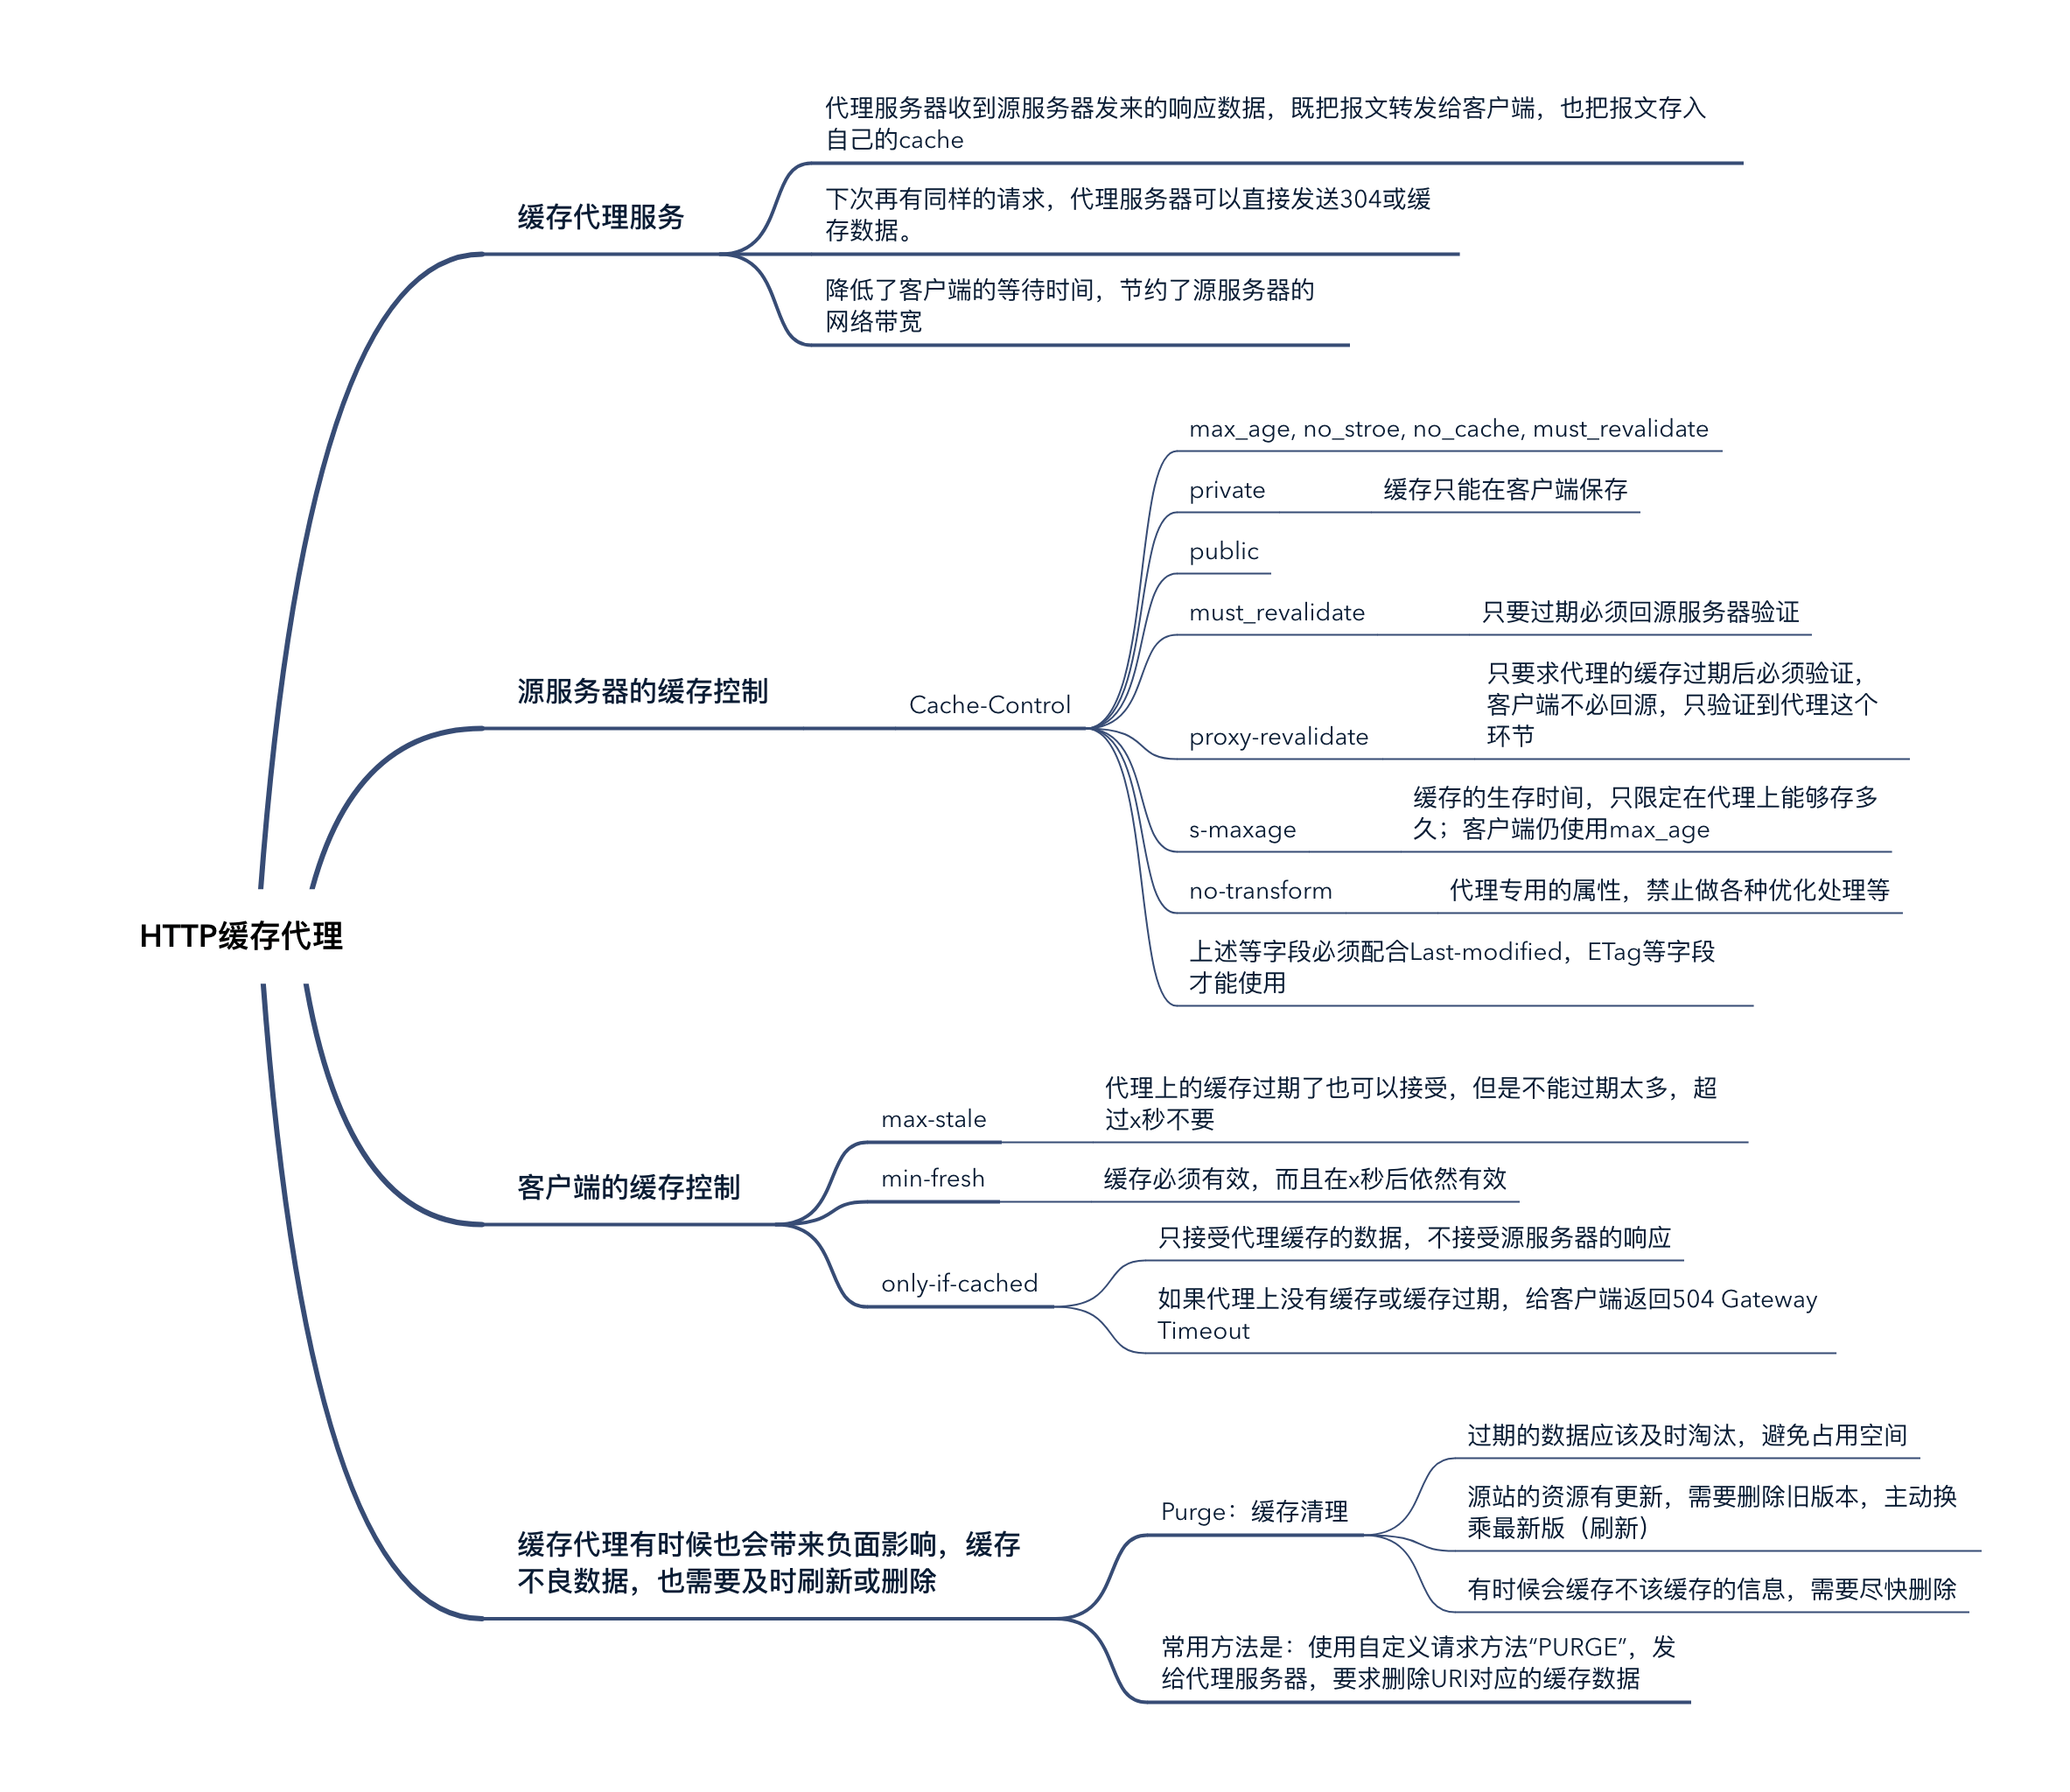 代理服务器收到源服务器发来的响应数据，既把报文转发给客户端，也把报文存入
自己的cache
缓存代理服务
下次再有同样的请求，代理服务器可以直接发送304或缓
存数据。
降低了客户端的等待时间，节约了源服务器的
网络带宽
max_age, no_stroe, no_cache, must_revalidate
private
缓存只能在客户端保存
public
must_revalidate
只要过期必须回源服务器验证
源服务器的缓存控制
Cache-Control
proxy-revalidate
只要求代理的缓存过期后必须验证，
客户端不必回源，只验证到代理这个
环节
s-maxage
缓存的生存时间，只限定在代理上能够存多
久；客户端仍使用max_age
no-transform
代理专用的属性，禁止做各种优化处理等
上述等字段必须配合Last-modified，ETag等字段
才能使用
HTTP缓存代理
max-stale
代理上的缓存过期了也可以接受，但是不能过期太多，超
过x秒不要
客户端的缓存控制
min-fresh
缓存必须有效，而且在x秒后依然有效
only-if-cached
只接受代理缓存的数据，不接受源服务器的响应
如果代理上没有缓存或缓存过期，给客户端返回504 Gateway
Timeout
缓存代理有时候也会带来负面影响，缓存
不良数据，也需要及时刷新或删除
Purge：缓存清理
过期的数据应该及时淘汰，避免占用空间
源站的资源有更新，需要删除旧版本，主动换
乘最新版（刷新）
有时候会缓存不该缓存的信息，需要尽快删除
常用方法是：使用自定义请求方法“PURGE”，发
给代理服务器，要求删除URI对应的缓存数据